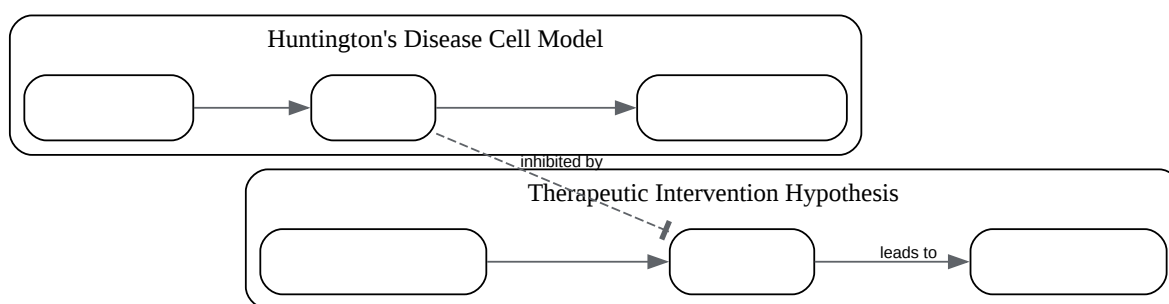 Huntington's Disease Cell Model
inhibited by
Therapeutic Intervention Hypothesis
leads to